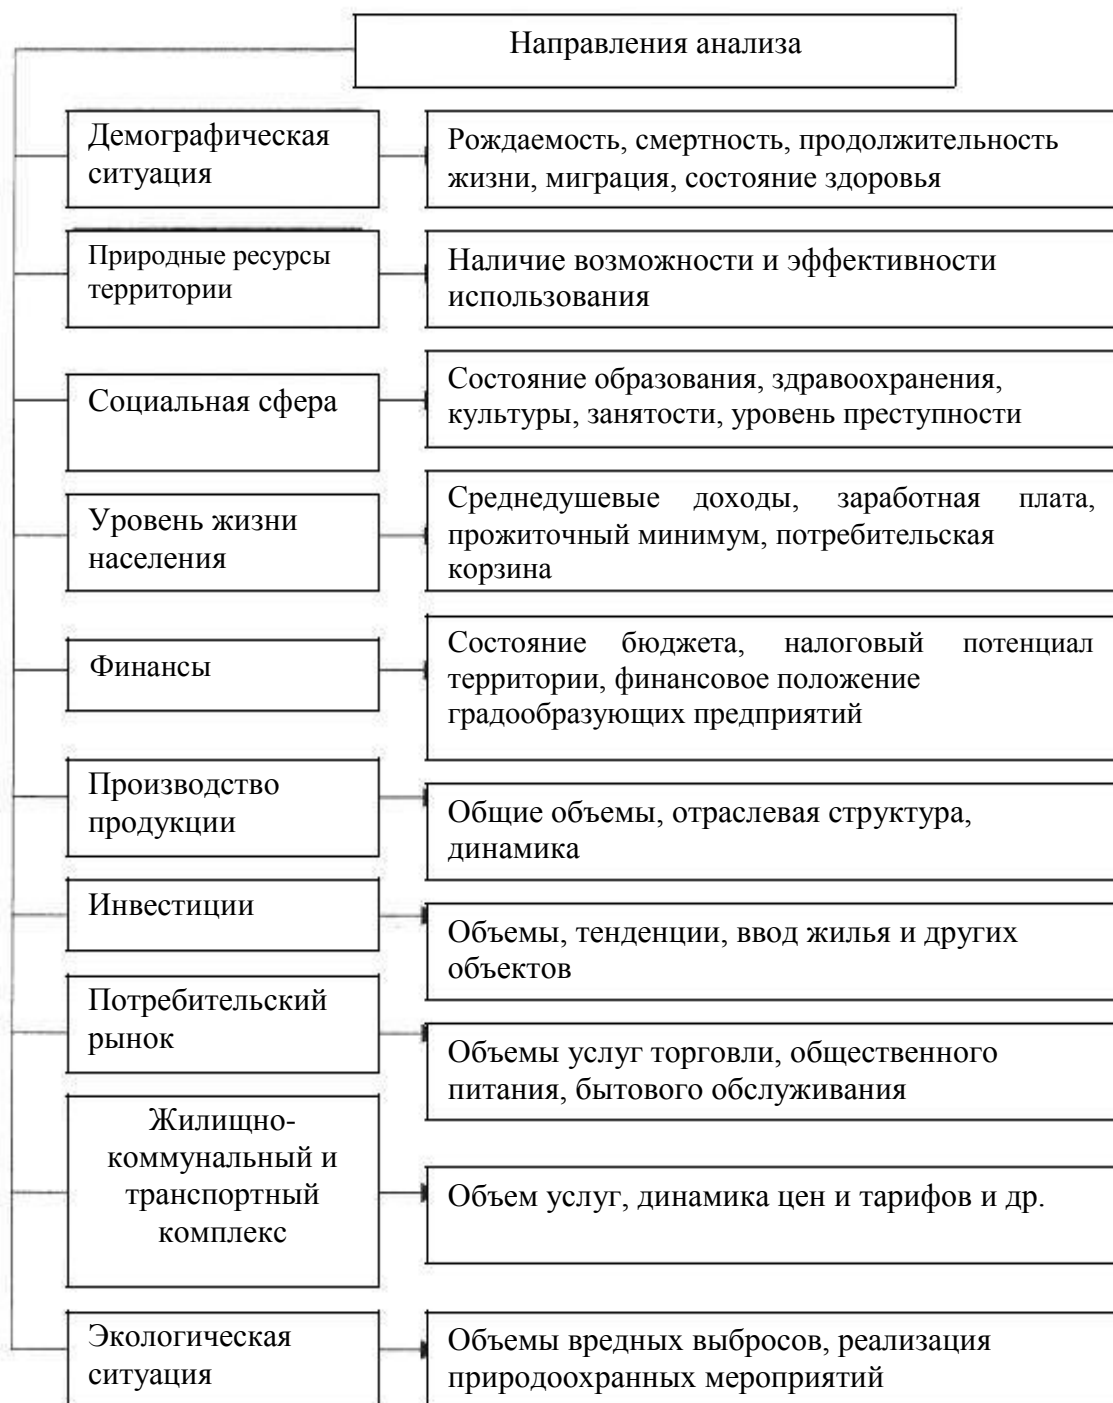 Направления анализа
Демографическая
ситуация
Рождаемость, смертность, продолжительность
жизни, миграция, состояние здоровья
Природные ресурсы
территории
Наличие возможности и эффективности
использования
Социальная сфера
Состояние образования, здравоохранения,
культуры, занятости, уровень преступности
Уровень жизни
населения
Среднедушевые доходы, заработная плата,
прожиточный минимум, потребительская
корзина
Финансы
Состояние бюджета, налоговый потенциал
территории, финансовое положение
градообразующих предприятий
Производство
продукции
Общие объемы, отраслевая структура,
динамика
Инвестиции
Объемы, тенденции, ввод жилья и других
объектов
Потребительский
рынок
Объемы услуг торговли, общественного
питания, бытового обслуживания
Жилищно-
коммунальный и
транспортный
комплекс
Объем услуг, динамика цен и тарифов и др.
Экологическая
ситуация
Объемы вредных выбросов, реализация
природоохранных мероприятий